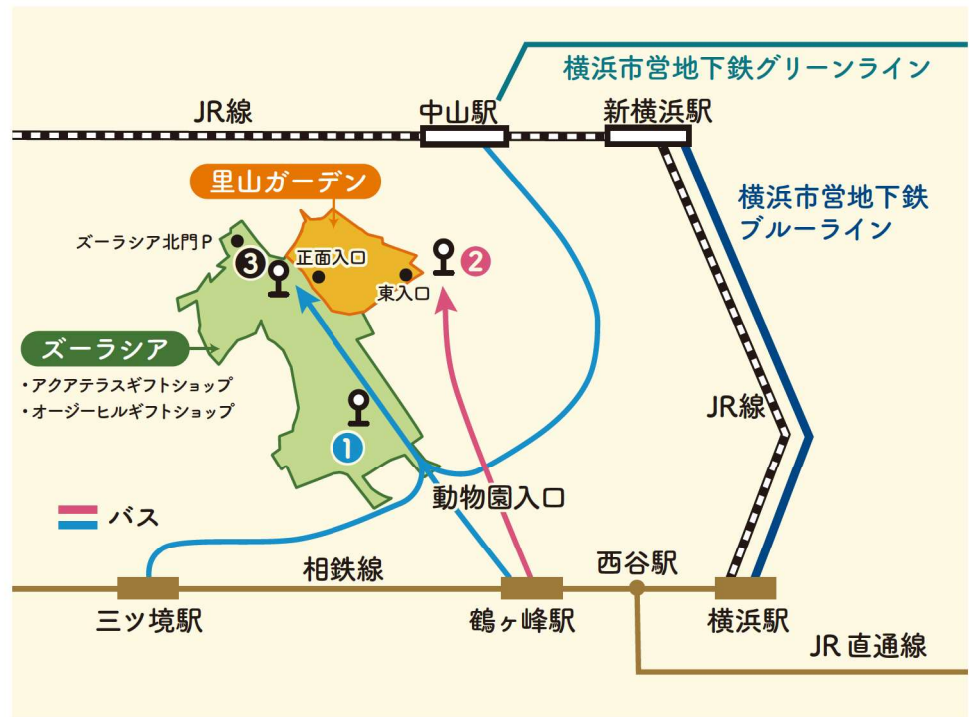 横浜市営地下鉄グリーンライン
JR線
中山駅
新横浜駅
里山ガーデン
横浜市営地下鉄
ブルーライン
ズーラシア北門P
3
正面入口
2
東入口
ズーラシア
・アクアテラスギフトショップ
・オージーヒルギフトショップ
JR線
1
動物園入口
バス
相鉄線
西谷駅
三ツ境駅
鶴ヶ峰駅
横浜駅
JR直通線